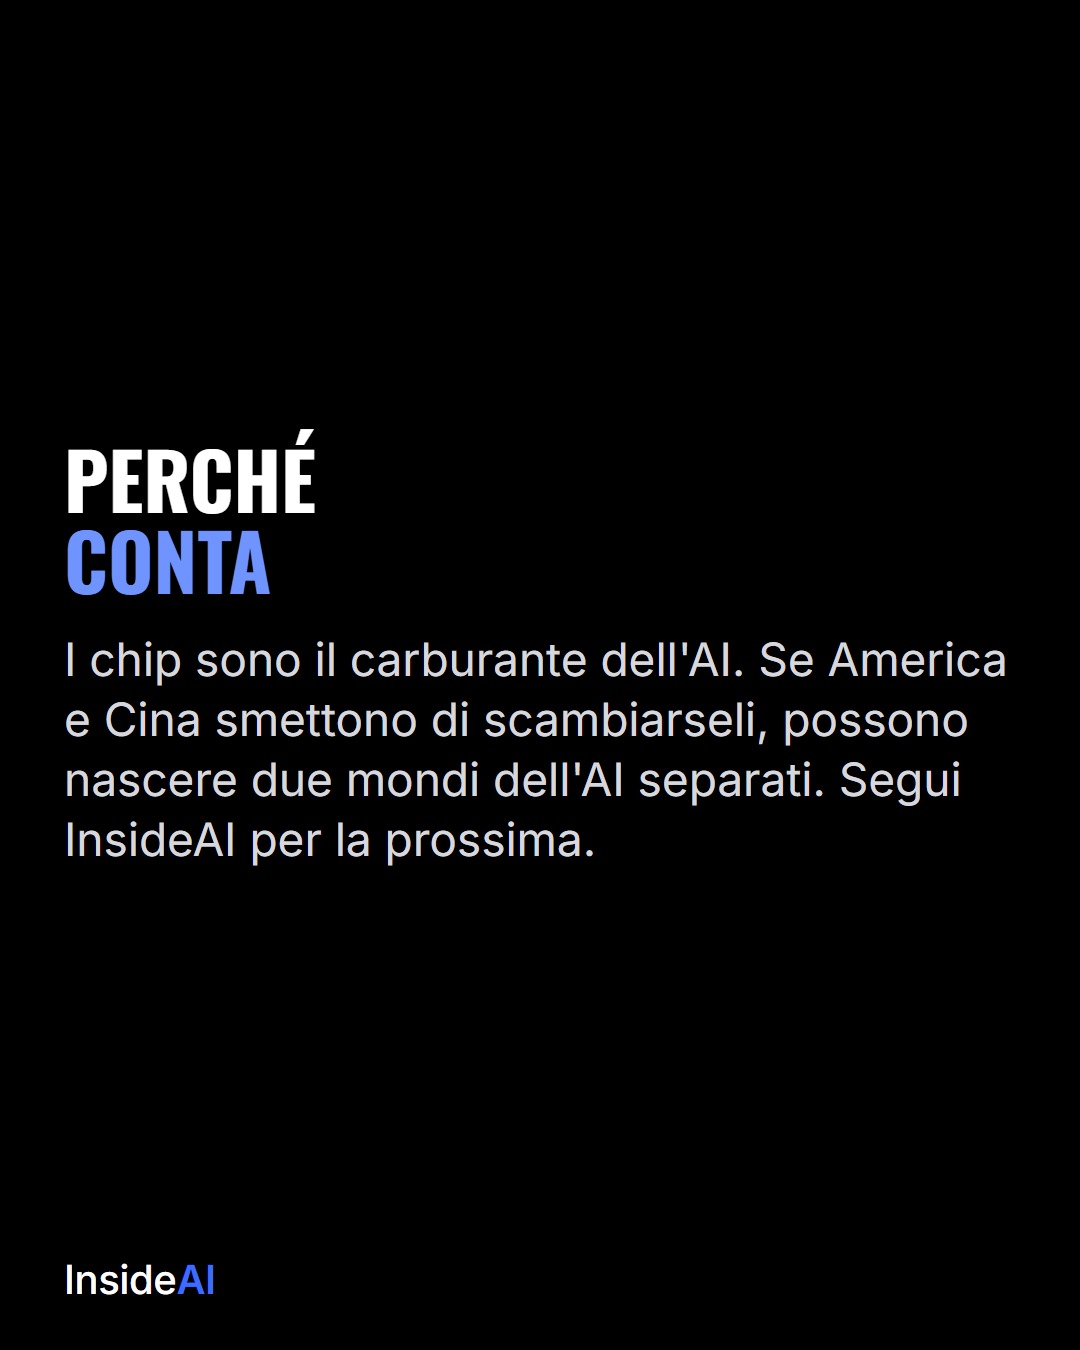 PERCHÉ
CONTA
I chip sono il carburante dell'AI. Se America
e Cina smettono di scambiarseli, possono
nascere due mondi dell'AI separati. Segui
InsideAI per la prossima.
InsideAI